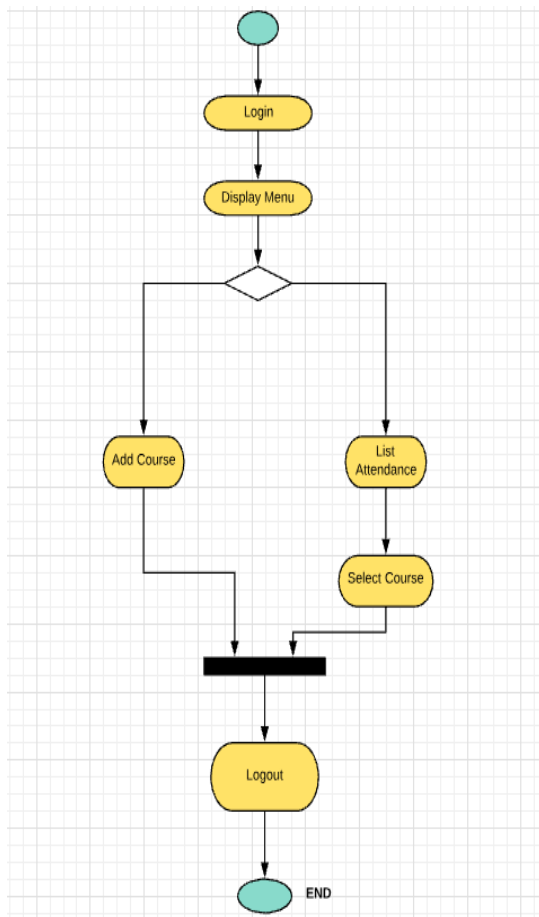 Login
Display Menu
Add Course
List
Attendance
Select Course
Logout
END